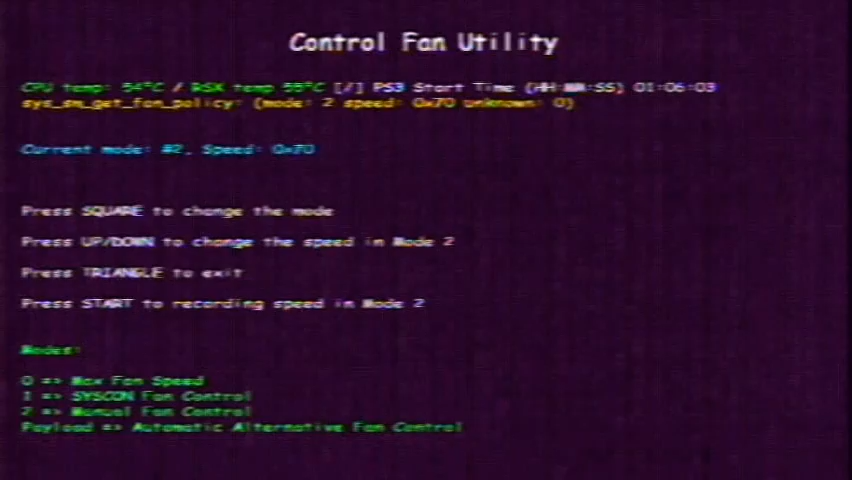 Control Fan Utility
CPU temp: 54°C / RSX temp 55°C [/] PS3 Start Time (HH:MM:SS) 01:06:03
sys_sm_get_fan_policy: (mode: 2 speed: 0x70 unknown: 0)
Current mode: #2, Speed: 0x70
Press SQUARE to change the mode
Press UP/DOWN to change the speed in Mode 2
Press TRIANGLE to exit
Press START to recording speed in Mode 2
Modes:
0 => Max Fan Speed
1 => SYSCON Fan Control
2 => Manual Fan Control
Payload => Automatic Alternative Fan Control